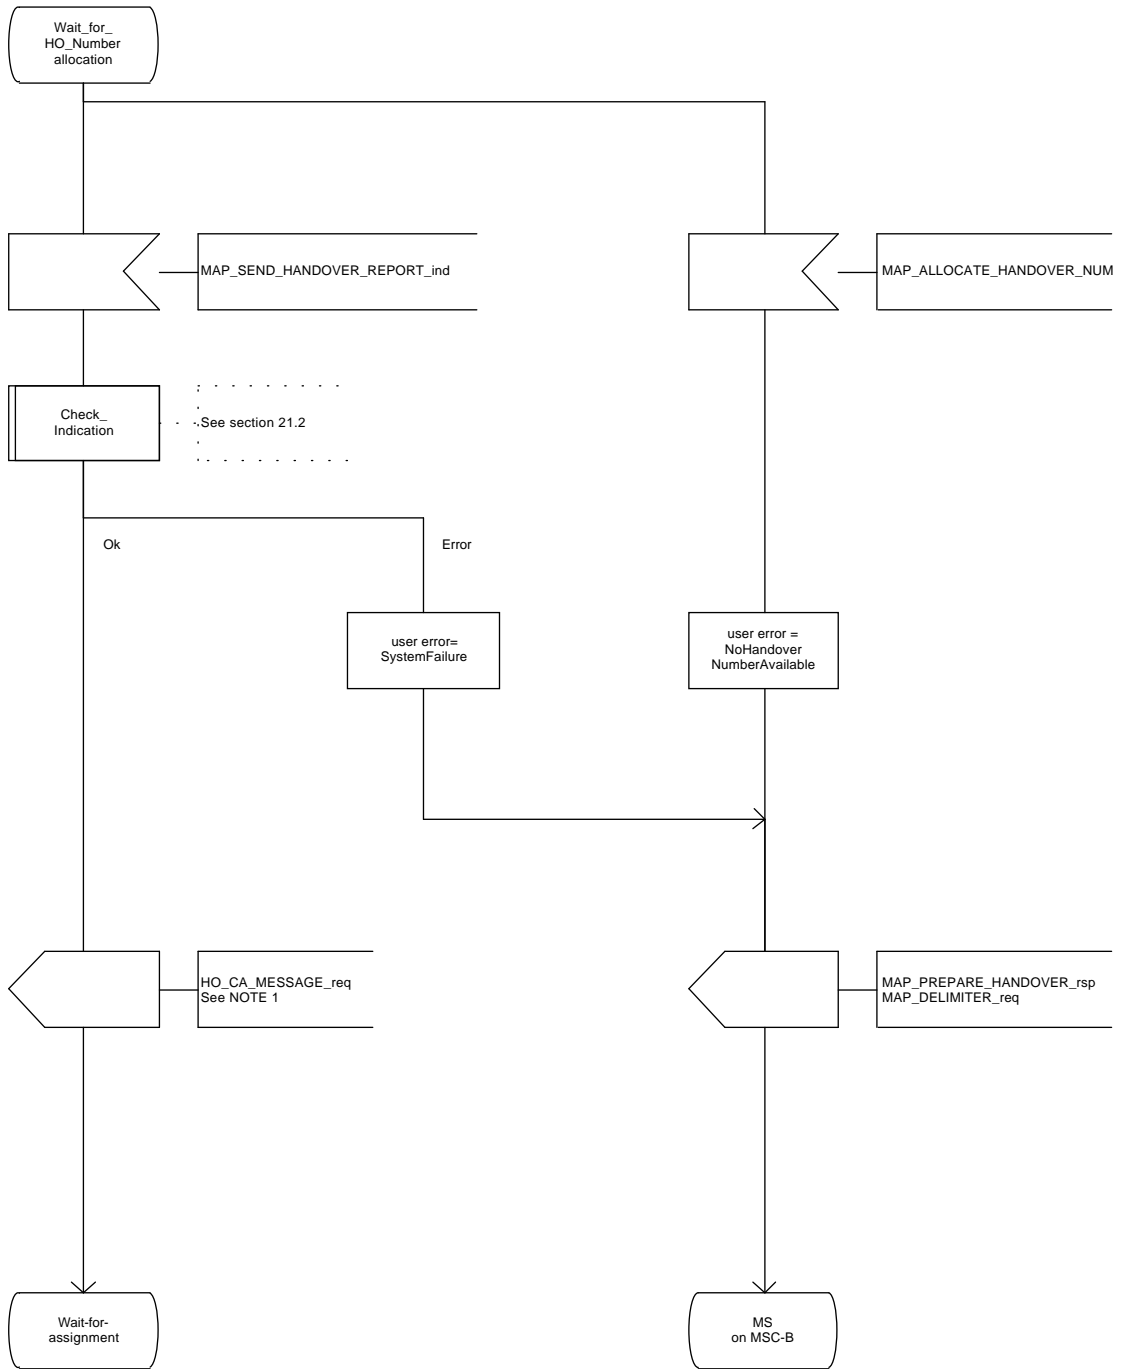 Wait_for_
HO_Number
allocation
MAP_SEND_HANDOVER_REPORT_ind
MAP_ALLOCATE_HANDOVER_NUM
Check_
Indication
See section 21.2
Ok
Error
user error=
SystemFailure
user error =
NoHandover
NumberAvailable
HO_CA_MESSAGE_req
See NOTE 1
MAP_PREPARE_HANDOVER_rsp
MAP_DELIMITER_req
Wait-for-
assignment
MS
on MSC-B